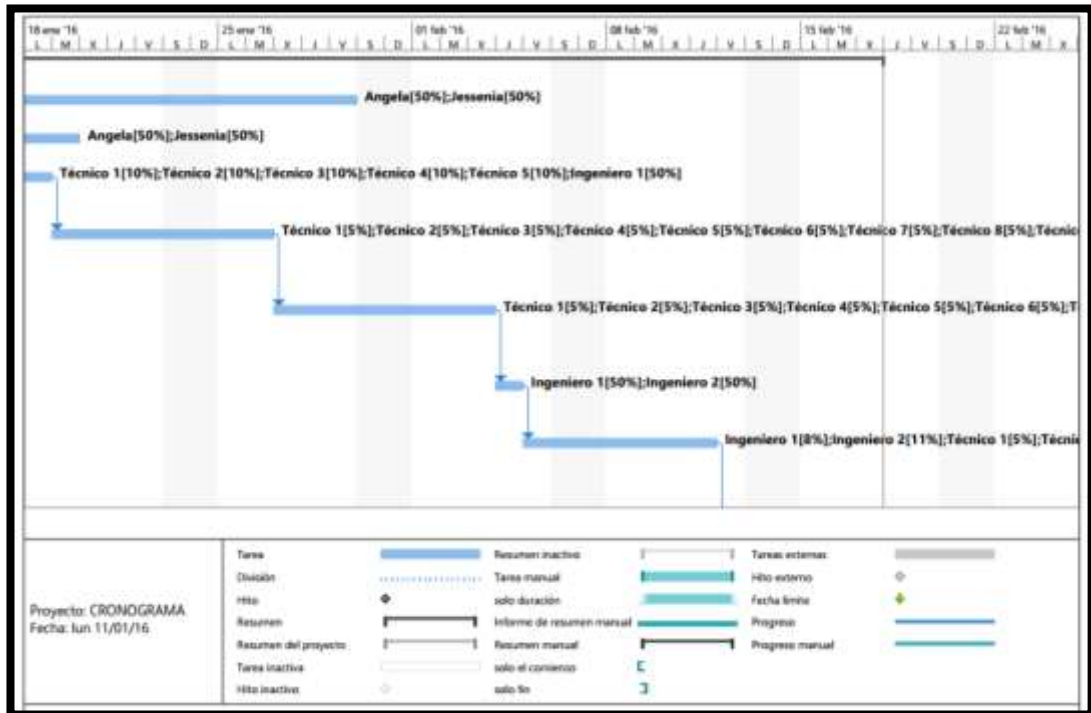 18 ene '16 25 ene '16 01 feb '16 08 feb '16 15 feb '16 22 feb '16
L M X J V S D L M X J V S D L M X J V S D L M X J V S D L M X J V S D L M X
Angela[50%];Jessenia[50%]
Angela[50%];Jessenia[50%]
Técnico 1[10%];Técnico 2[10%];Técnico 3[10%];Técnico 4[10%];Técnico 5[10%];Ingeniero 1[50%]
Técnico 1[5%];Técnico 2[5%];Técnico 3[5%];Técnico 4[5%];Técnico 5[5%];Técnico 6[5%];Técnico 7[5%];Técnico 8[5%];Técnico
Técnico 1[5%];Técnico 2[5%];Técnico 3[5%];Técnico 4[5%];Técnico 5[5%];Técnico 6[5%];T
Ingeniero 1[50%];Ingeniero 2[50%]
Ingeniero 1[8%];Ingeniero 2[11%];Técnico 1[5%];Técnic
Proyecto: CRONOGRAMA
Fecha: lun 11/01/16
Tarea Resumen inactivo Tareas externas
División Tarea manual Hito externo
Hito solo duración Fecha límite
Resumen Informe de resumen manual Progreso
Resumen del proyecto Resumen manual Progreso manual
Tarea inactiva solo el comienzo
Hito inactivo solo fin